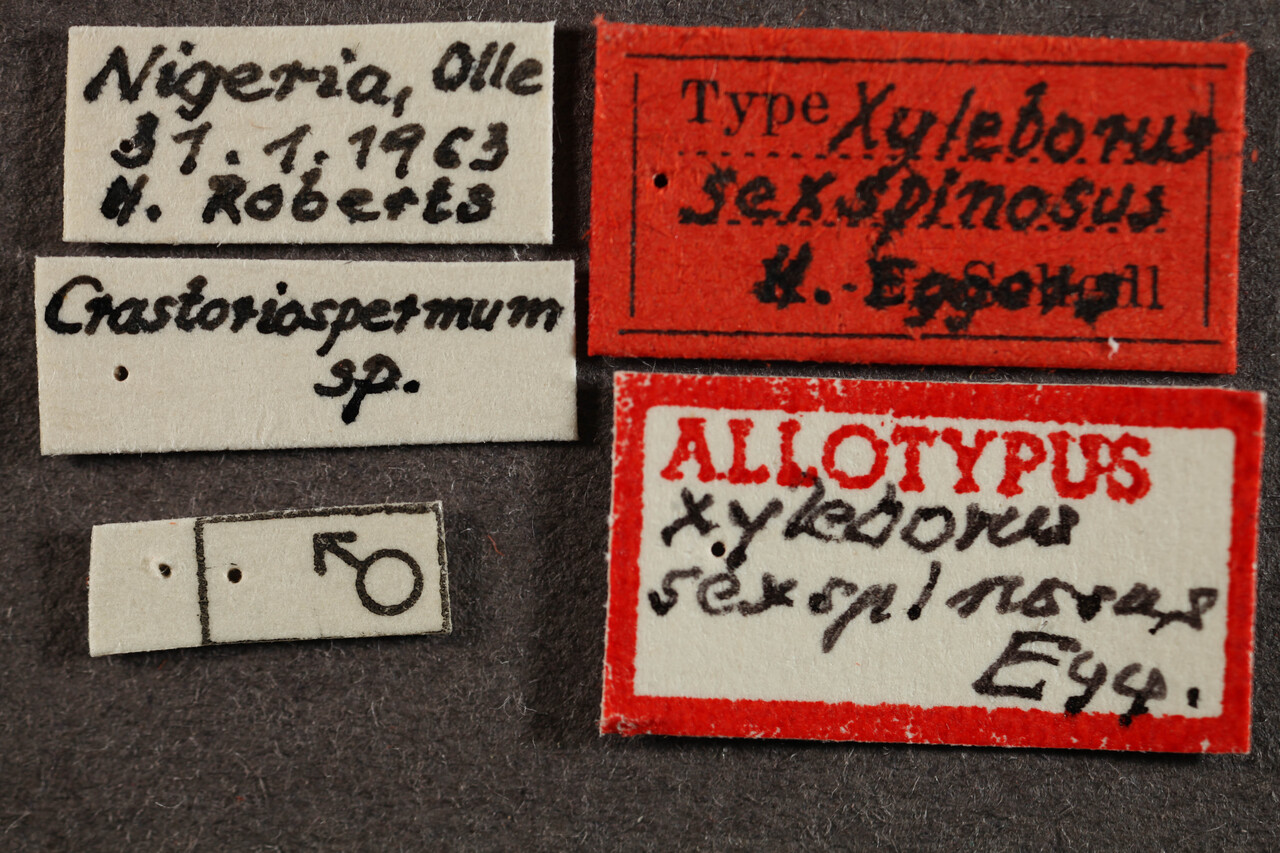 Nigeria, Olle
31.1.1963
H. Roberts
Crastoriospermum
sp.
♂
Type Xyleborus
sexspinosus
H. Eggers
ALLOTYPUS
xyleborus
sexspinosus
Egg.